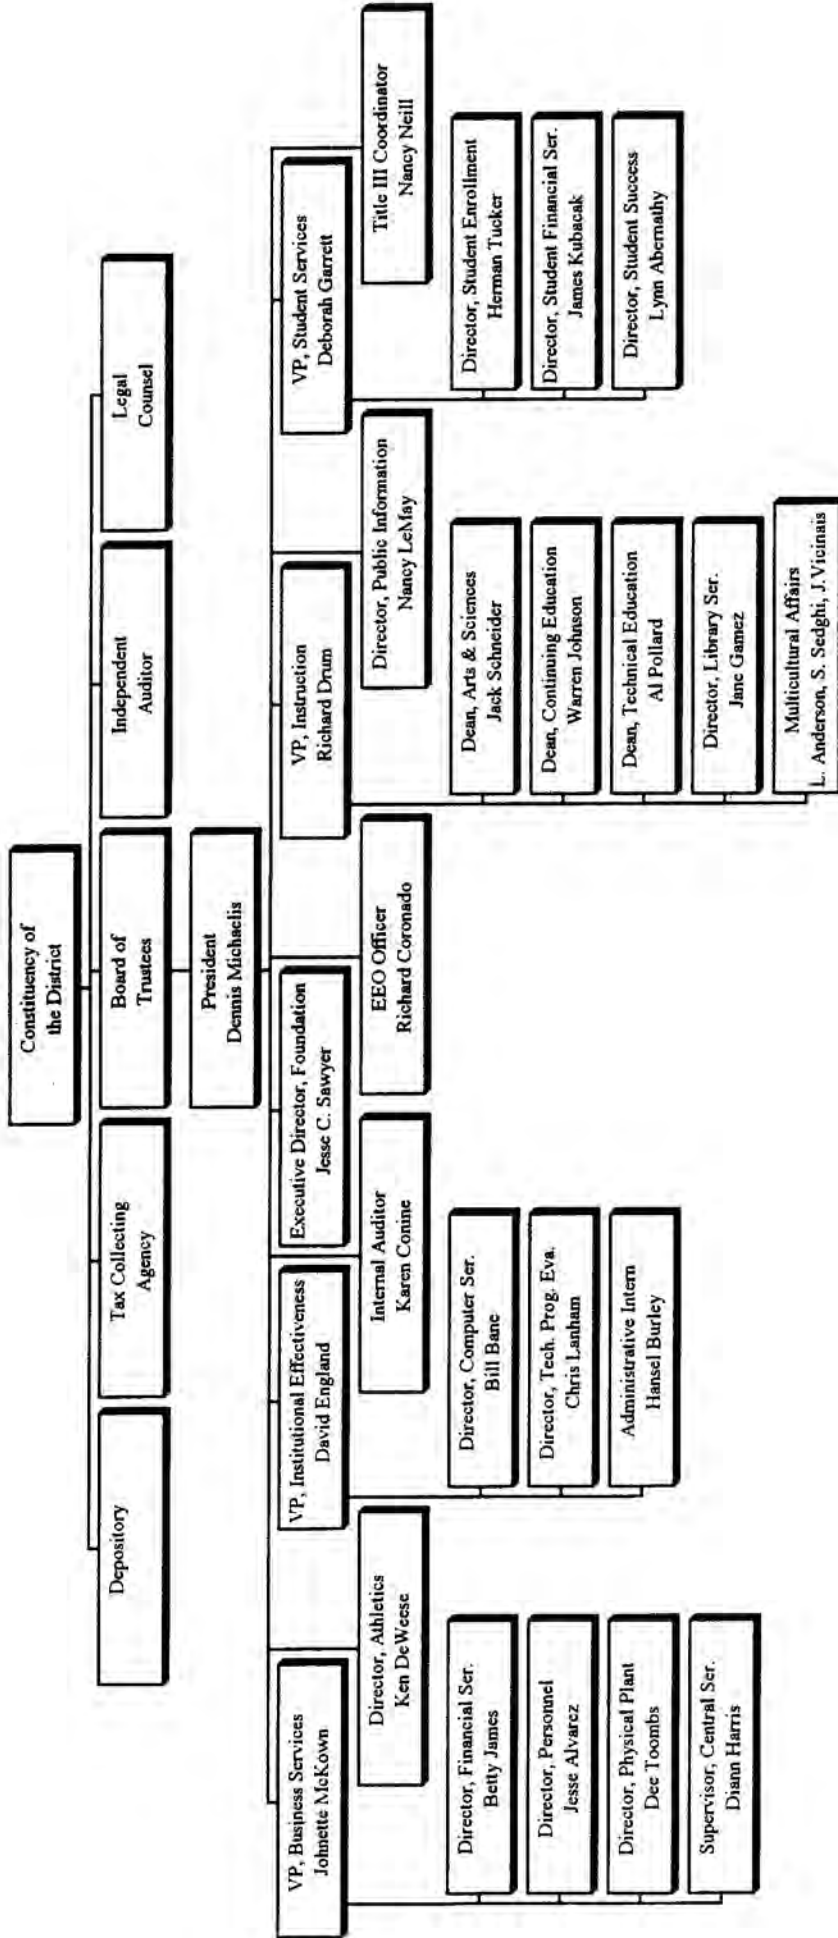 Constituency of
the District
Depository
Tax Collecting
Agency
Board of
Trustees
Independent
Auditor
Legal
Counsel
President
Dennis Michaelis
VP, Business Services
Johnette McKown
VP, Institutional Effectiveness
David England
Executive Director, Foundation
Jesse C. Sawyer
VP, Instruction
Richard Drum
VP, Student Services
Deborah Garrett
Director, Athletics
Ken DeWeese
Internal Auditor
Karen Conine
EEO Officer
Richard Coronado
Director, Public Information
Nancy LeMay
Title III Coordinator
Nancy Neill
Director, Financial Ser.
Betty James
Director, Personnel
Jesse Alvarez
Director, Physical Plant
Dee Toombs
Supervisor, Central Ser.
Diann Harris
Director, Computer Ser.
Bill Bane
Director, Tech. Prog. Eva.
Chris Lanham
Administrative Intern
Hansel Burley
Dean, Arts & Sciences
Jack Schneider
Dean, Continuing Education
Warren Johnson
Dean, Technical Education
Al Pollard
Director, Library Ser.
Jane Gamez
Multicultural Affairs
L. Anderson, S. Sedghi, J. Vicinais
Director, Student Enrollment
Herman Tucker
Director, Student Financial Ser.
James Kubacak
Director, Student Success
Lynn Abernathy